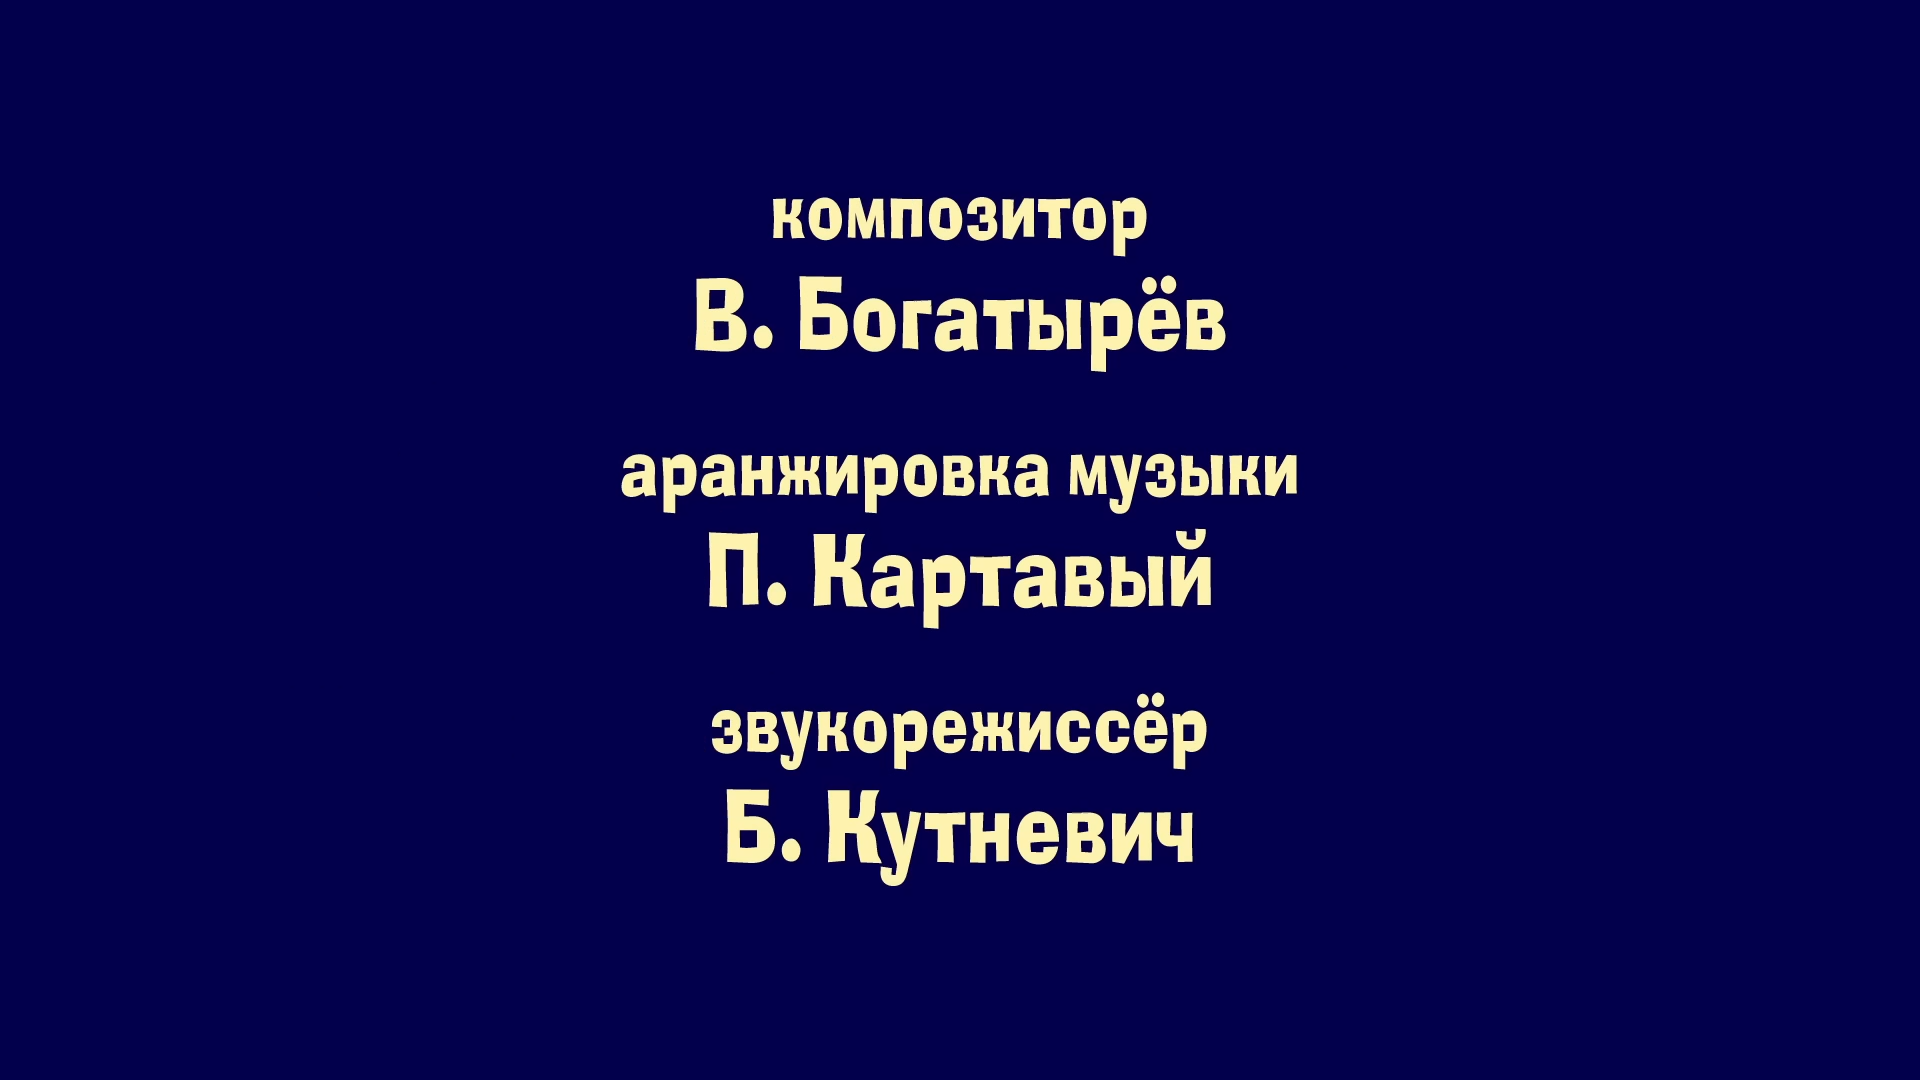 композитор
В. Богатырёв
аранжировка музыки
П. Картавый
звукорежиссёр
Б. Кутневич